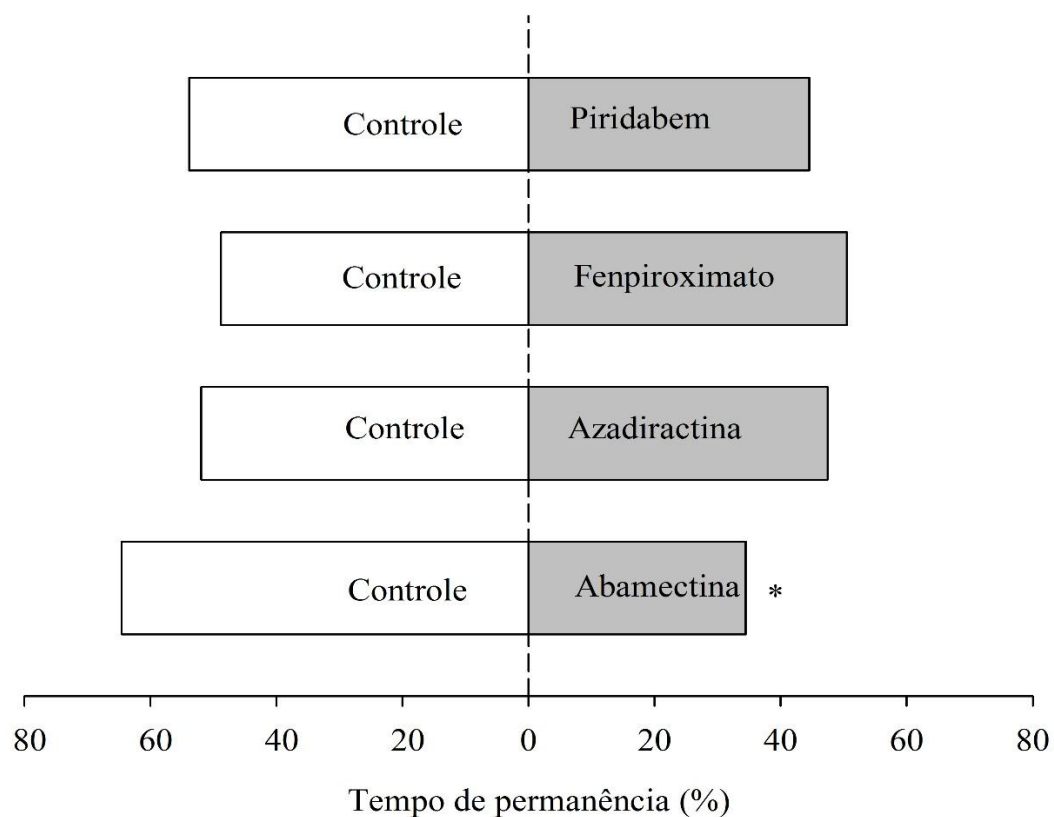 Controle Piridabem
Controle Fenpiroximato
Controle Azadiractina
Controle Abamectina *
80 60 40 20 0 20 40 60 80
Tempo de permanência (%)